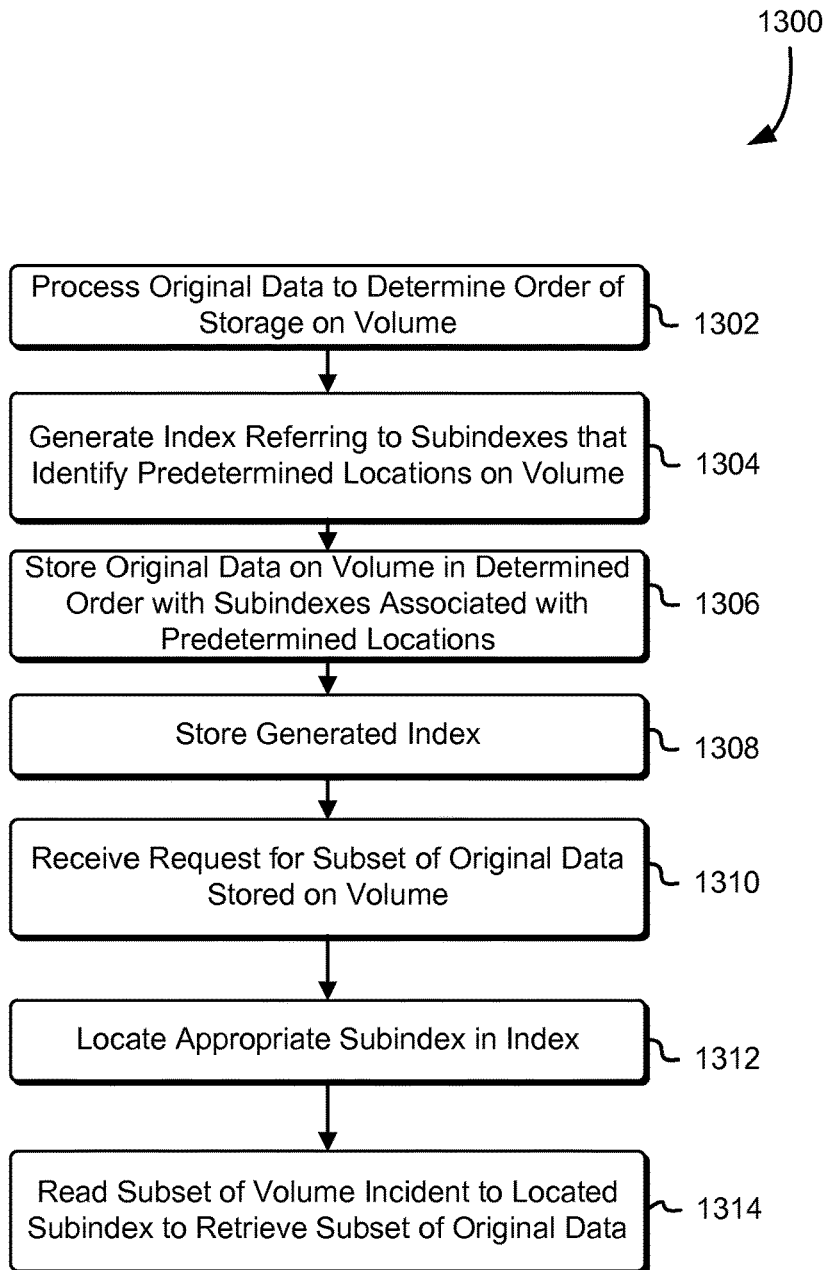 1300
Process Original Data to Determine Order of
Storage on Volume
1302
Generate Index Referring to Subindexes that
Identify Predetermined Locations on Volume
1304
Store Original Data on Volume in Determined
Order with Subindexes Associated with
Predetermined Locations
1306
Store Generated Index
1308
Receive Request for Subset of Original Data
Stored on Volume
1310
Locate Appropriate Subindex in Index
1312
Read Subset of Volume Incident to Located
Subindex to Retrieve Subset of Original Data
1314